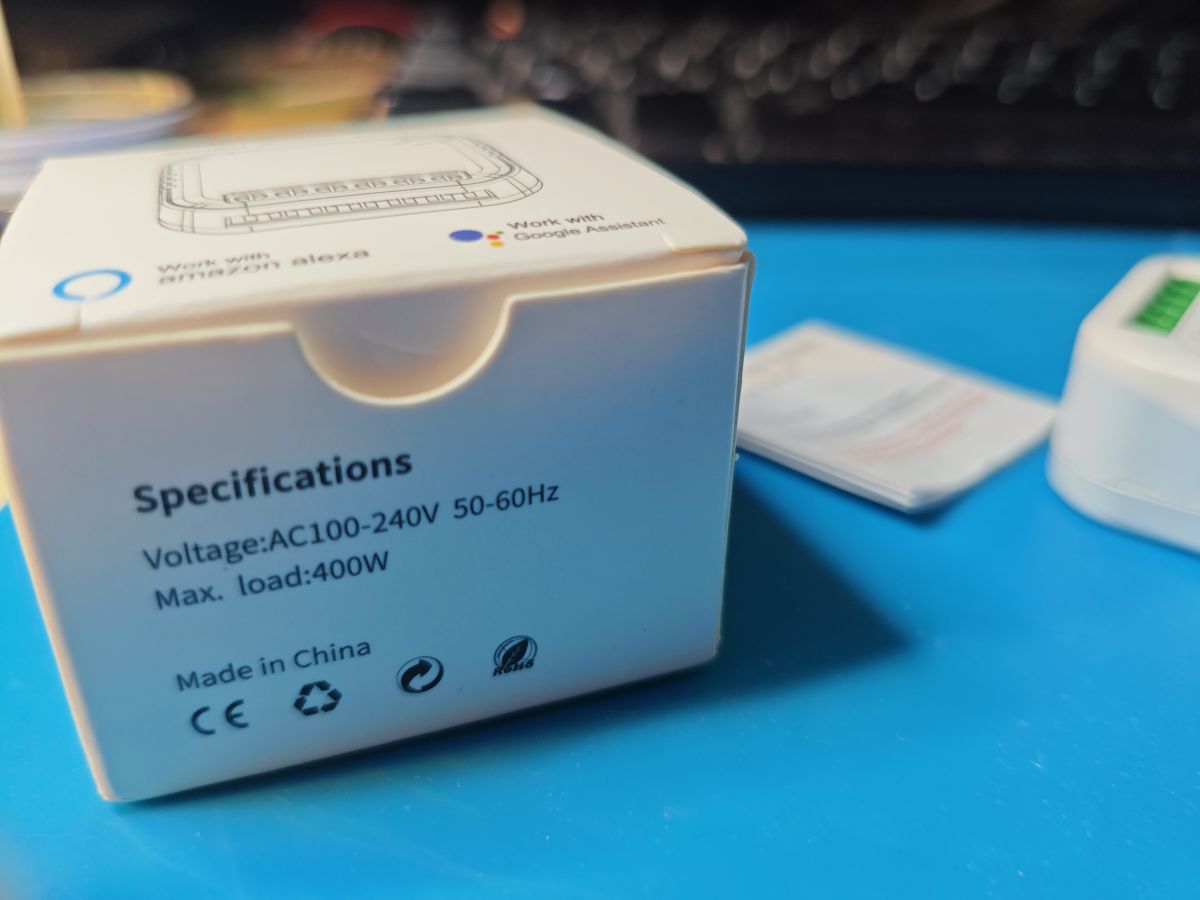 Work with
amazon alexa
Work with
Google Assistant
Specifications
Voltage:AC100-240V 50-60Hz
Max. load:400W
Made in China
CE
RoHS